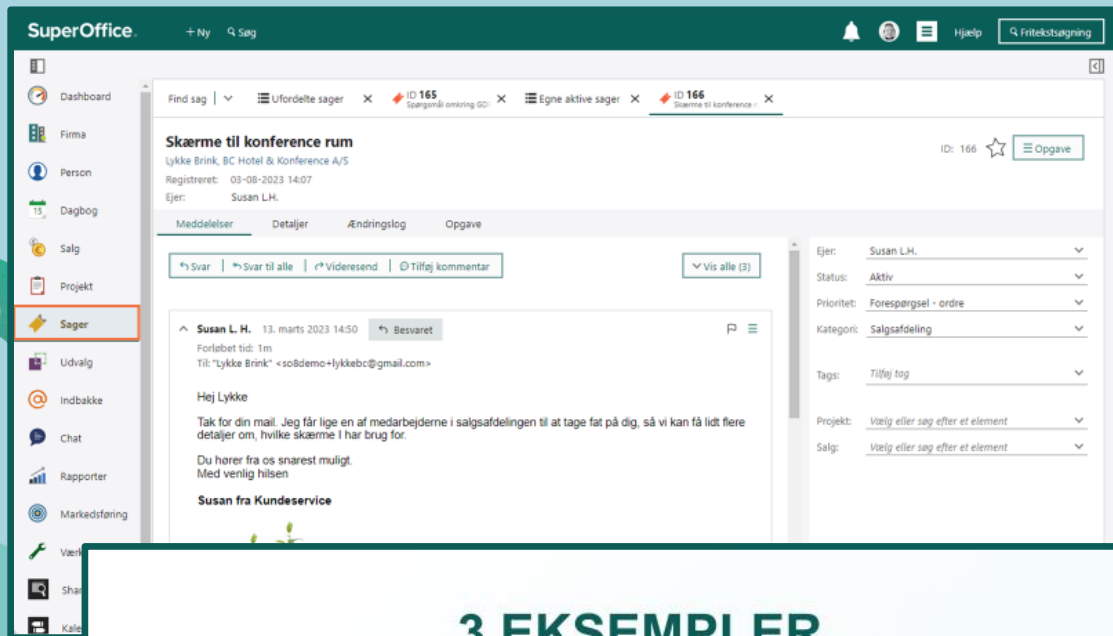 SuperOffice.
+ Ny Søg
Hjælp Fritekstsøgning
Dashboard
Firma
Person
15 Dagbog
Salg
Projekt
Sager
Udvalg
Indbakke
Chat
Rapporter
Markedsføring
Find sag Ufordelte sager ID 165 Egne aktive sager ID 166
Spørgsmål omkring GD Skærme til konference
Skærme til konference rum
Lykke Brink, BC Hotel & Konference A/S
Registreret: 03-08-2023 14:07
Ejer: Susan L.H.
ID: 166 Opgave
Meddelelser Detaljer Ændringslog Opgave
Svar Svar til alle Videresend Tilføj kommentar Vis alle (3)
Susan L. H. 13. marts 2023 14:50 Besvaret
Forløbet tid: 1m
Til: "Lykke Brink" <so8demo+lykkebc@gmail.com>
Hej Lykke
Tak for din mail. Jeg får lige en af medarbejderne i salgsafdelingen til at tage fat på dig, så vi kan få lidt flere
detaljer om, hvilke skærme I har brug for.
Du hører fra os snarest muligt.
Med venlig hilsen
Susan fra Kundeservice
Ejer: Susan L.H.
Status: Aktiv
Prioritet: Forespørgsel - ordre
Kategori: Salgsafdeling
Tags: Tilføj tag
Projekt: Vælg eller søg efter et element
Salg: Vælg eller søg efter et element
3 EKSEMPLER